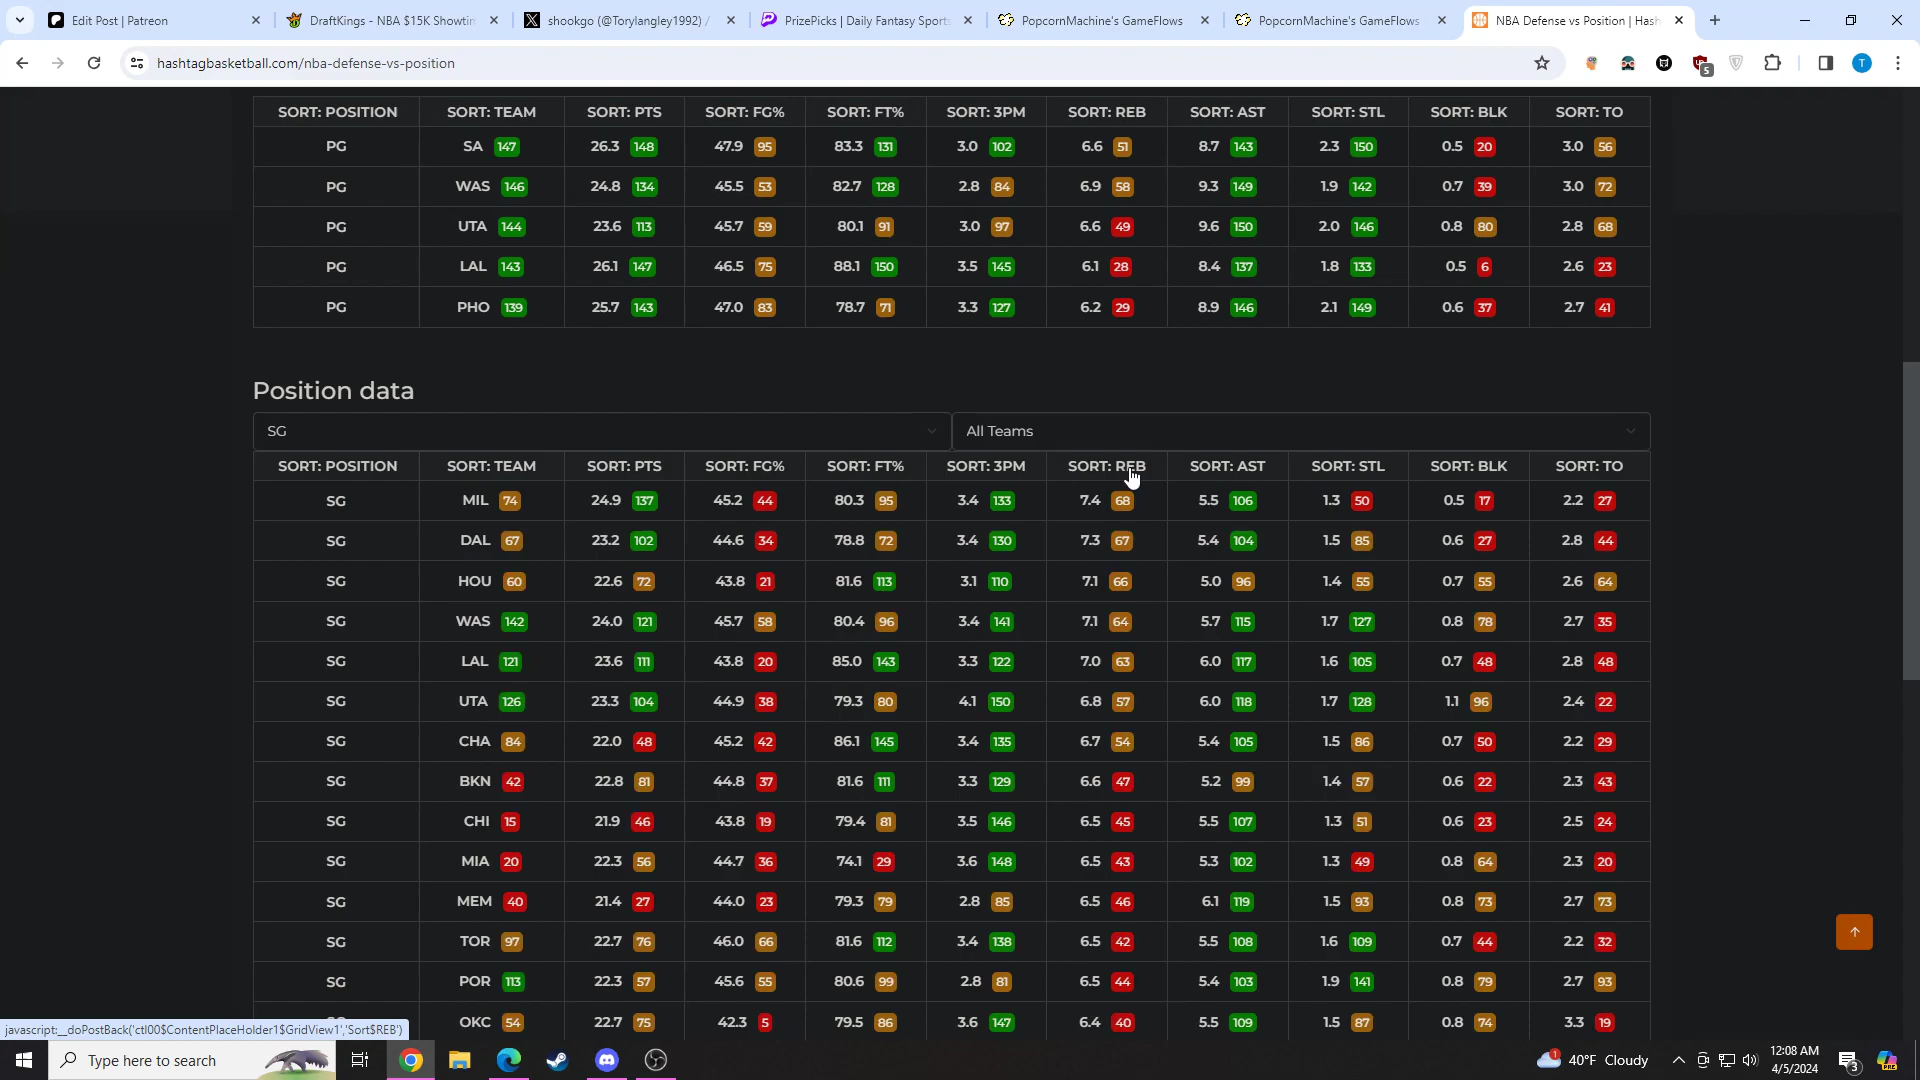 Edit Post | Patreon
DraftKings - NBA $15K Showtim
shookgo (@Torylangley1992) /
PrizePicks | Daily Fantasy Sports
PopcornMachine's GameFlows
PopcornMachine's GameFlows
NBA Defense vs Position | Hash
hashtagbasketball.com/nba-defense-vs-position
5
T
SORT: POSITION SORT: TEAM SORT: PTS SORT: FG% SORT: FT% SORT: 3PM SORT: REB SORT: AST SORT: STL SORT: BLK SORT: TO
PG SA 147 26.3 148 47.9 95 83.3 131 3.0 102 6.6 51 8.7 143 2.3 150 0.5 20 3.0 56
PG WAS 146 24.8 134 45.5 53 82.7 128 2.8 84 6.9 58 9.3 149 1.9 142 0.7 39 3.0 72
PG UTA 144 23.6 113 45.7 59 80.1 91 3.0 97 6.6 49 9.6 150 2.0 146 0.8 80 2.8 68
PG LAL 143 26.1 147 46.5 75 88.1 150 3.5 145 6.1 28 8.4 137 1.8 133 0.5 6 2.6 23
PG PHO 139 25.7 143 47.0 83 78.7 71 3.3 127 6.2 29 8.9 146 2.1 149 0.6 37 2.7 41
Position data
SG
All Teams
SORT: POSITION SORT: TEAM SORT: PTS SORT: FG% SORT: FT% SORT: 3PM SORT: REB SORT: AST SORT: STL SORT: BLK SORT: TO
SG MIL 74 24.9 137 45.2 44 80.3 95 3.4 133 7.4 68 5.5 106 1.3 50 0.5 17 2.2 27
SG DAL 67 23.2 102 44.6 34 78.8 72 3.4 130 7.3 67 5.4 104 1.5 85 0.6 27 2.8 44
SG HOU 60 22.6 72 43.8 21 81.6 113 3.1 110 7.1 66 5.0 96 1.4 55 0.7 55 2.6 64
SG WAS 142 24.0 121 45.7 58 80.4 96 3.4 141 7.1 64 5.7 115 1.7 127 0.8 78 2.7 35
SG LAL 121 23.6 111 43.8 20 85.0 143 3.3 122 7.0 63 6.0 117 1.6 105 0.7 48 2.8 48
SG UTA 126 23.3 104 44.9 38 79.3 80 4.1 150 6.8 57 6.0 118 1.7 128 1.1 96 2.4 22
SG CHA 84 22.0 48 45.2 42 86.1 145 3.4 135 6.7 54 5.4 105 1.5 86 0.7 50 2.2 29
SG BKN 42 22.8 81 44.8 37 81.6 111 3.3 129 6.6 47 5.2 99 1.4 57 0.6 22 2.3 43
SG CHI 15 21.9 46 43.8 19 79.4 81 3.5 146 6.5 45 5.5 107 1.3 51 0.6 23 2.5 24
SG MIA 20 22.3 56 44.7 36 74.1 29 3.6 148 6.5 43 5.3 102 1.3 49 0.8 64 2.3 20
SG MEM 40 21.4 27 44.0 23 79.3 79 2.8 85 6.5 46 6.1 119 1.5 93 0.8 73 2.7 73
SG TOR 97 22.7 76 46.0 66 81.6 112 3.4 138 6.5 42 5.5 108 1.6 109 0.7 44 2.2 32
SG POR 113 22.3 57 45.6 55 80.6 99 2.8 81 6.5 44 5.4 103 1.9 141 0.8 79 2.7 93
OKC 54 22.7 75 42.3 5 79.5 86 3.6 147 6.4 40 5.5 109 1.5 87 0.8 74 3.3 19
javascript:__doPostBack('ctl00$ContentPlaceHolder1$GridView1','Sort$REB')
Type here to search
1
40°F Cloudy
12:08 AM
4/5/2024
3